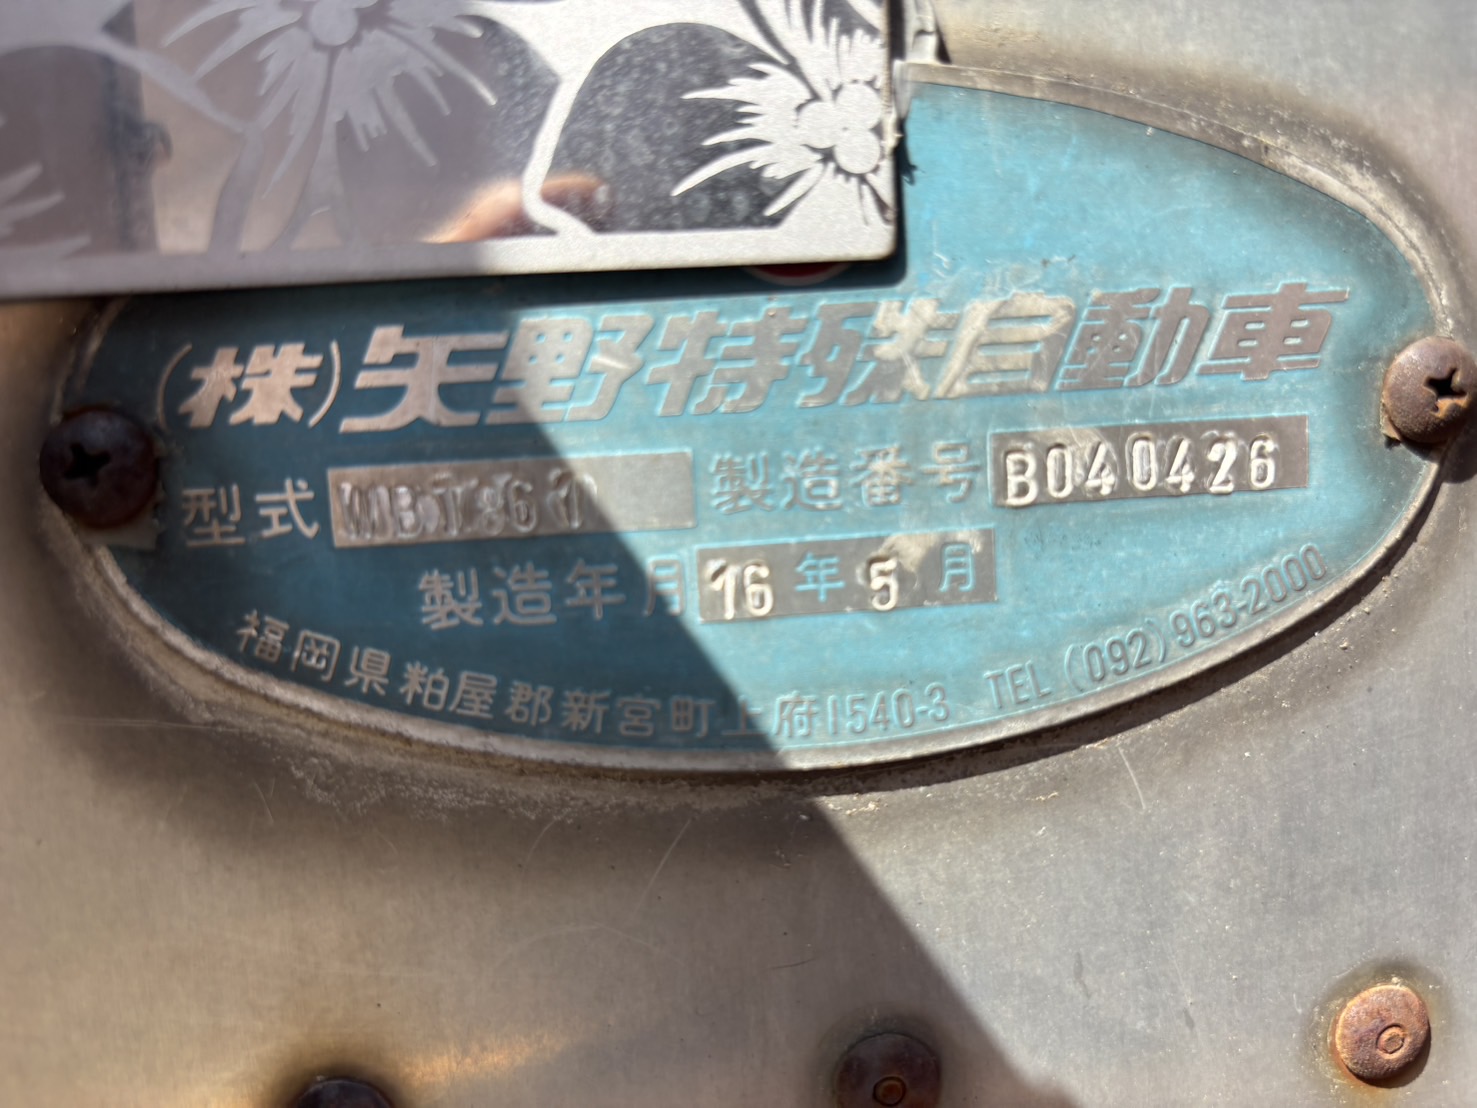 (株)矢野特殊自動車
型式 製造番号 B040426
製造年月 16年5月
福岡県粕屋郡新宮町上府1540-3 TEL(092)963-2000